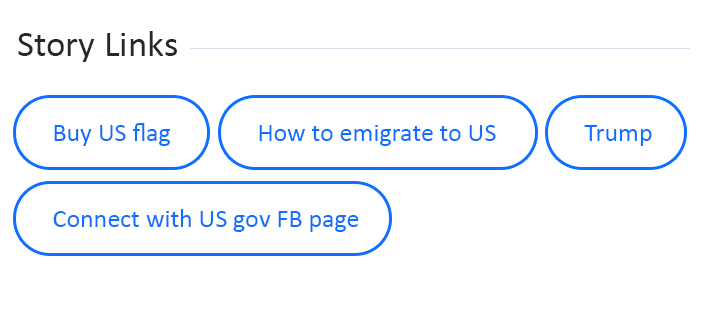 Story Links
Buy US flag How to emigrate to US Trump
Connect with US gov FB page